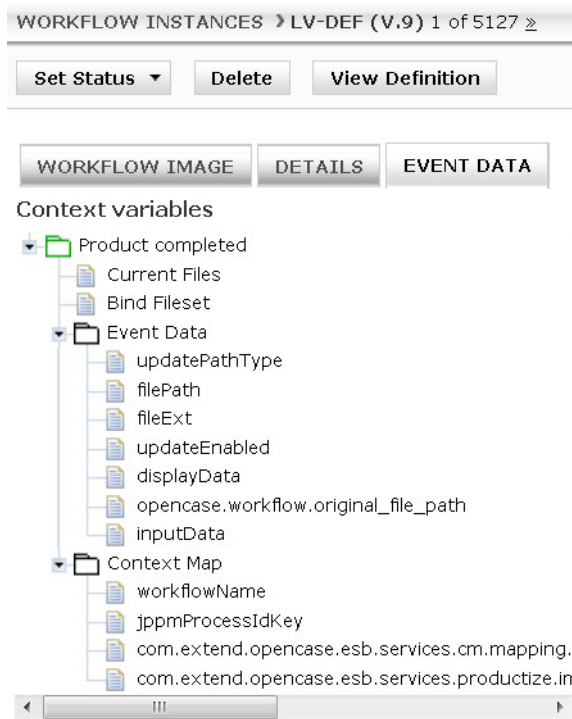 WORKFLOW INSTANCES › LV-DEF (V.9) 1 of 5127 »
Set Status ▼ Delete View Definition
WORKFLOW IMAGE DETAILS EVENT DATA
Context variables
Product completed
Current Files
Bind Fileset
Event Data
updatePathType
filePath
fileExt
updateEnabled
displayData
opencase.workflow.original_file_path
inputData
Context Map
workflowName
jppmProcessIdKey
com.extend.opencase.esb.services.cm.mapping.
com.extend.opencase.esb.services.productize.im